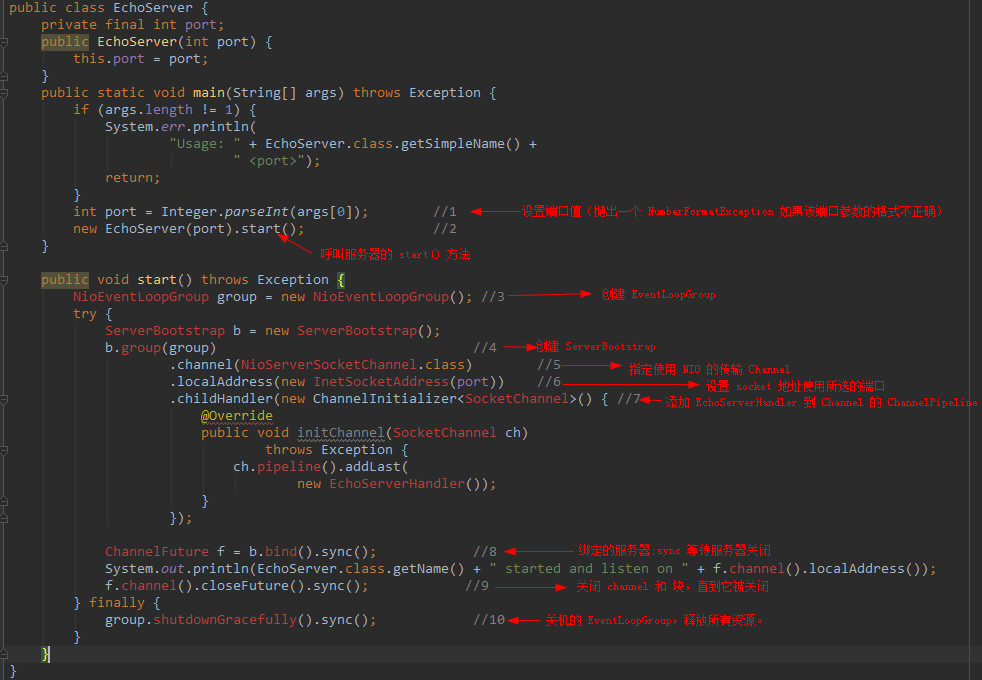 public class EchoServer {
private final int port;
public EchoServer(int port) {
this.port = port;
}
public static void main(String[] args) throws Exception {
if (args.length != 1) {
System.err.println(
"Usage: " + EchoServer.class.getSimpleName() +
" <port>");
return;
}
int port = Integer.parseInt(args[0]); //1 设置端口值（抛出一个 NumberFormatException 如果该端口参数的格式不正确）
new EchoServer(port).start(); //2
}
呼叫服务器的 start() 方法
public void start() throws Exception {
NioEventLoopGroup group = new NioEventLoopGroup(); //3 创建 EventLoopGroup
try {
ServerBootstrap b = new ServerBootstrap();
b.group(group) //4 创建 ServerBootstrap
.channel(NioServerSocketChannel.class) //5 指定使用 NIO 的传输 Channel
.localAddress(new InetSocketAddress(port)) //6 设置 socket 地址使用所选的端口
.childHandler(new ChannelInitializer<SocketChannel>() { //7 添加 EchoServerHandler 到 Channel 的 ChannelPipeline
@Override
public void initChannel(SocketChannel ch)
throws Exception {
ch.pipeline().addLast(
new EchoServerHandler());
}
});
ChannelFuture f = b.bind().sync(); //8 绑定的服务器;sync 等待服务器关闭
System.out.println(EchoServer.class.getName() + " started and listen on " + f.channel().localAddress());
f.channel().closeFuture().sync(); //9 关闭 channel 和 块，直到它被关闭
} finally {
group.shutdownGracefully().sync(); //10 关机的 EventLoopGroup，释放所有资源。
}
}
}